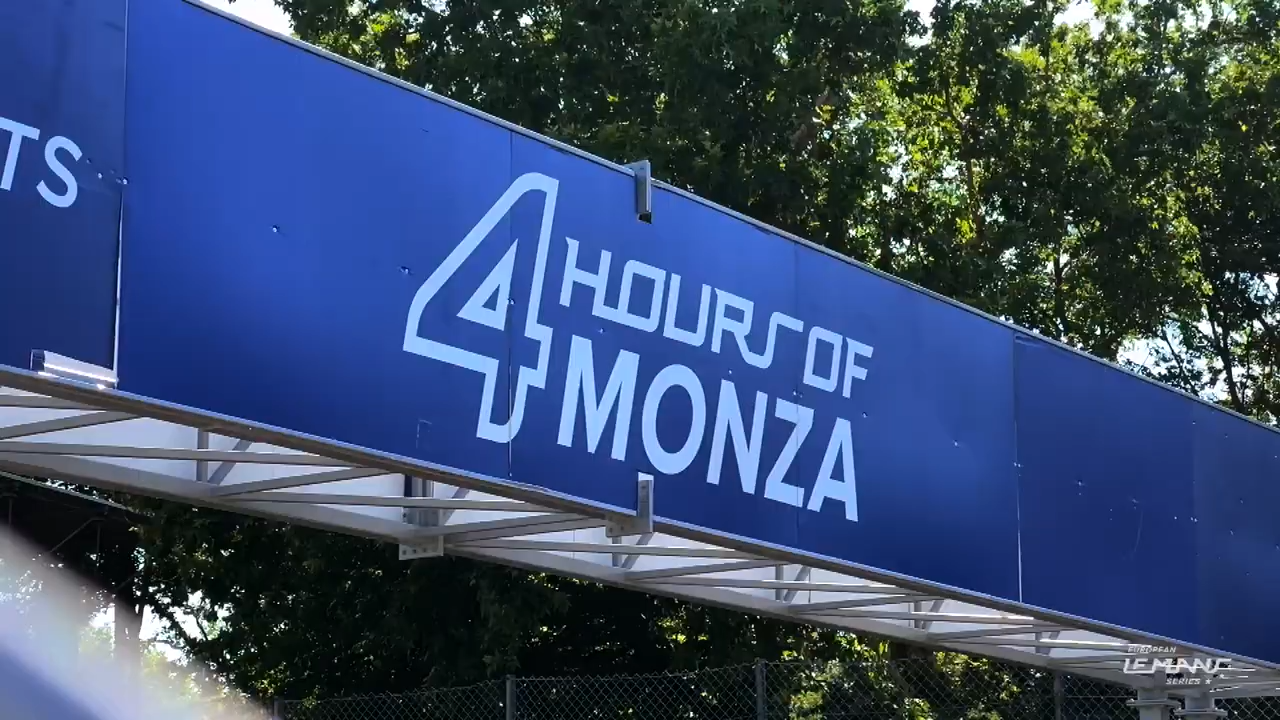 TS
4 HOURS OF
MONZA
EUROPEAN
LE MANS
SERIES